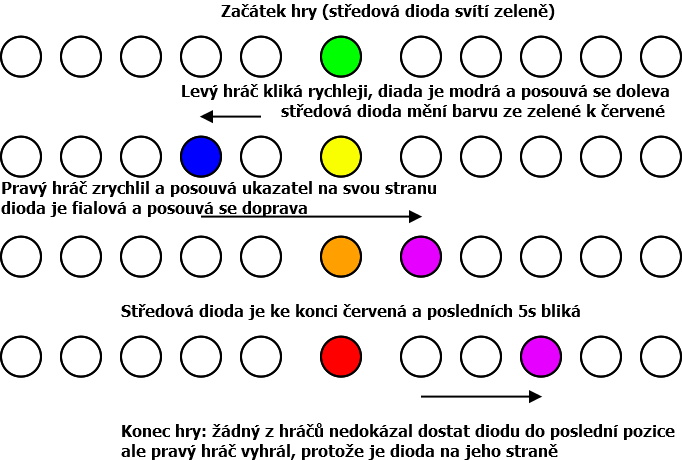 Začátek hry (středová dioda svítí zeleně)
Levý hráč kliká rychleji, diada je modrá a posouvá se doleva
středová dioda mění barvu ze zelené k červené
Pravý hráč zrychlil a posouvá ukazatel na svou stranu
dioda je fialová a posouvá se doprava
Středová dioda je ke konci červená a posledních 5s bliká
Konec hry: žádný z hráčů nedokázal dostat diodu do poslední pozice
ale pravý hráč vyhrál, protože je dioda na jeho straně